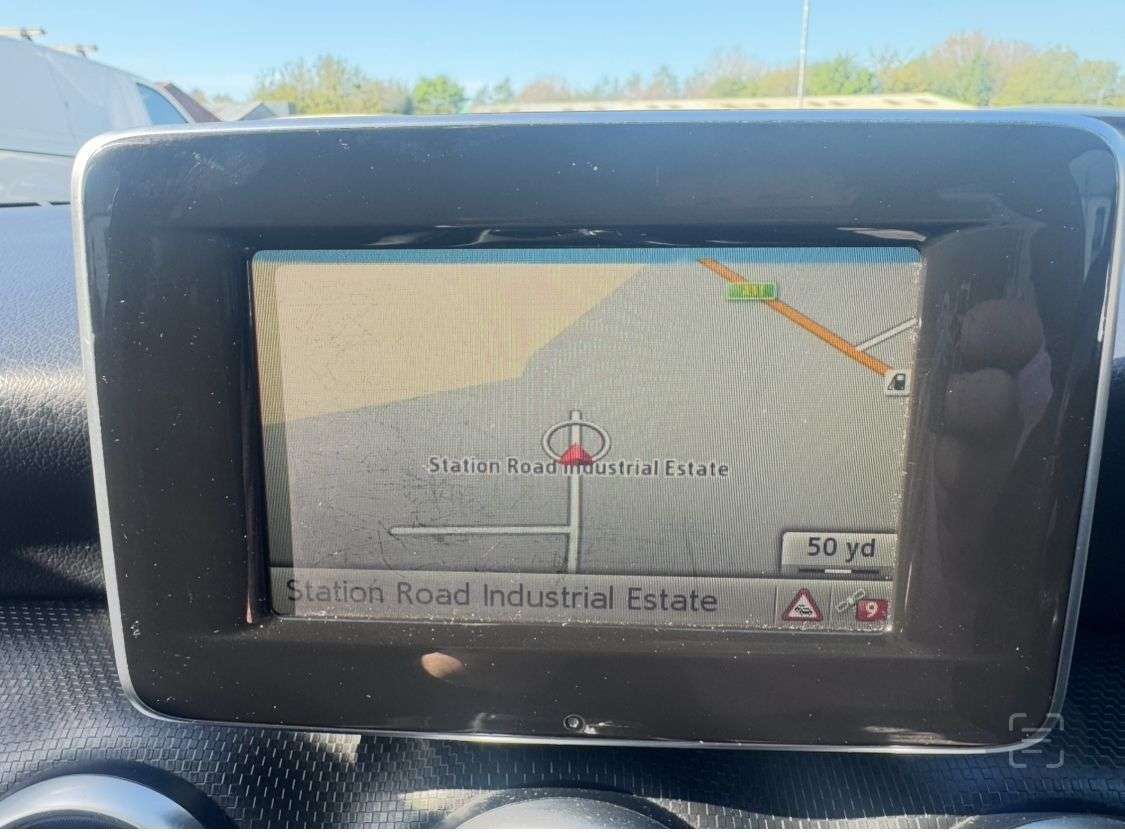 Station Road Industrial Estate
50 yd
Station Road Industrial Estate
9